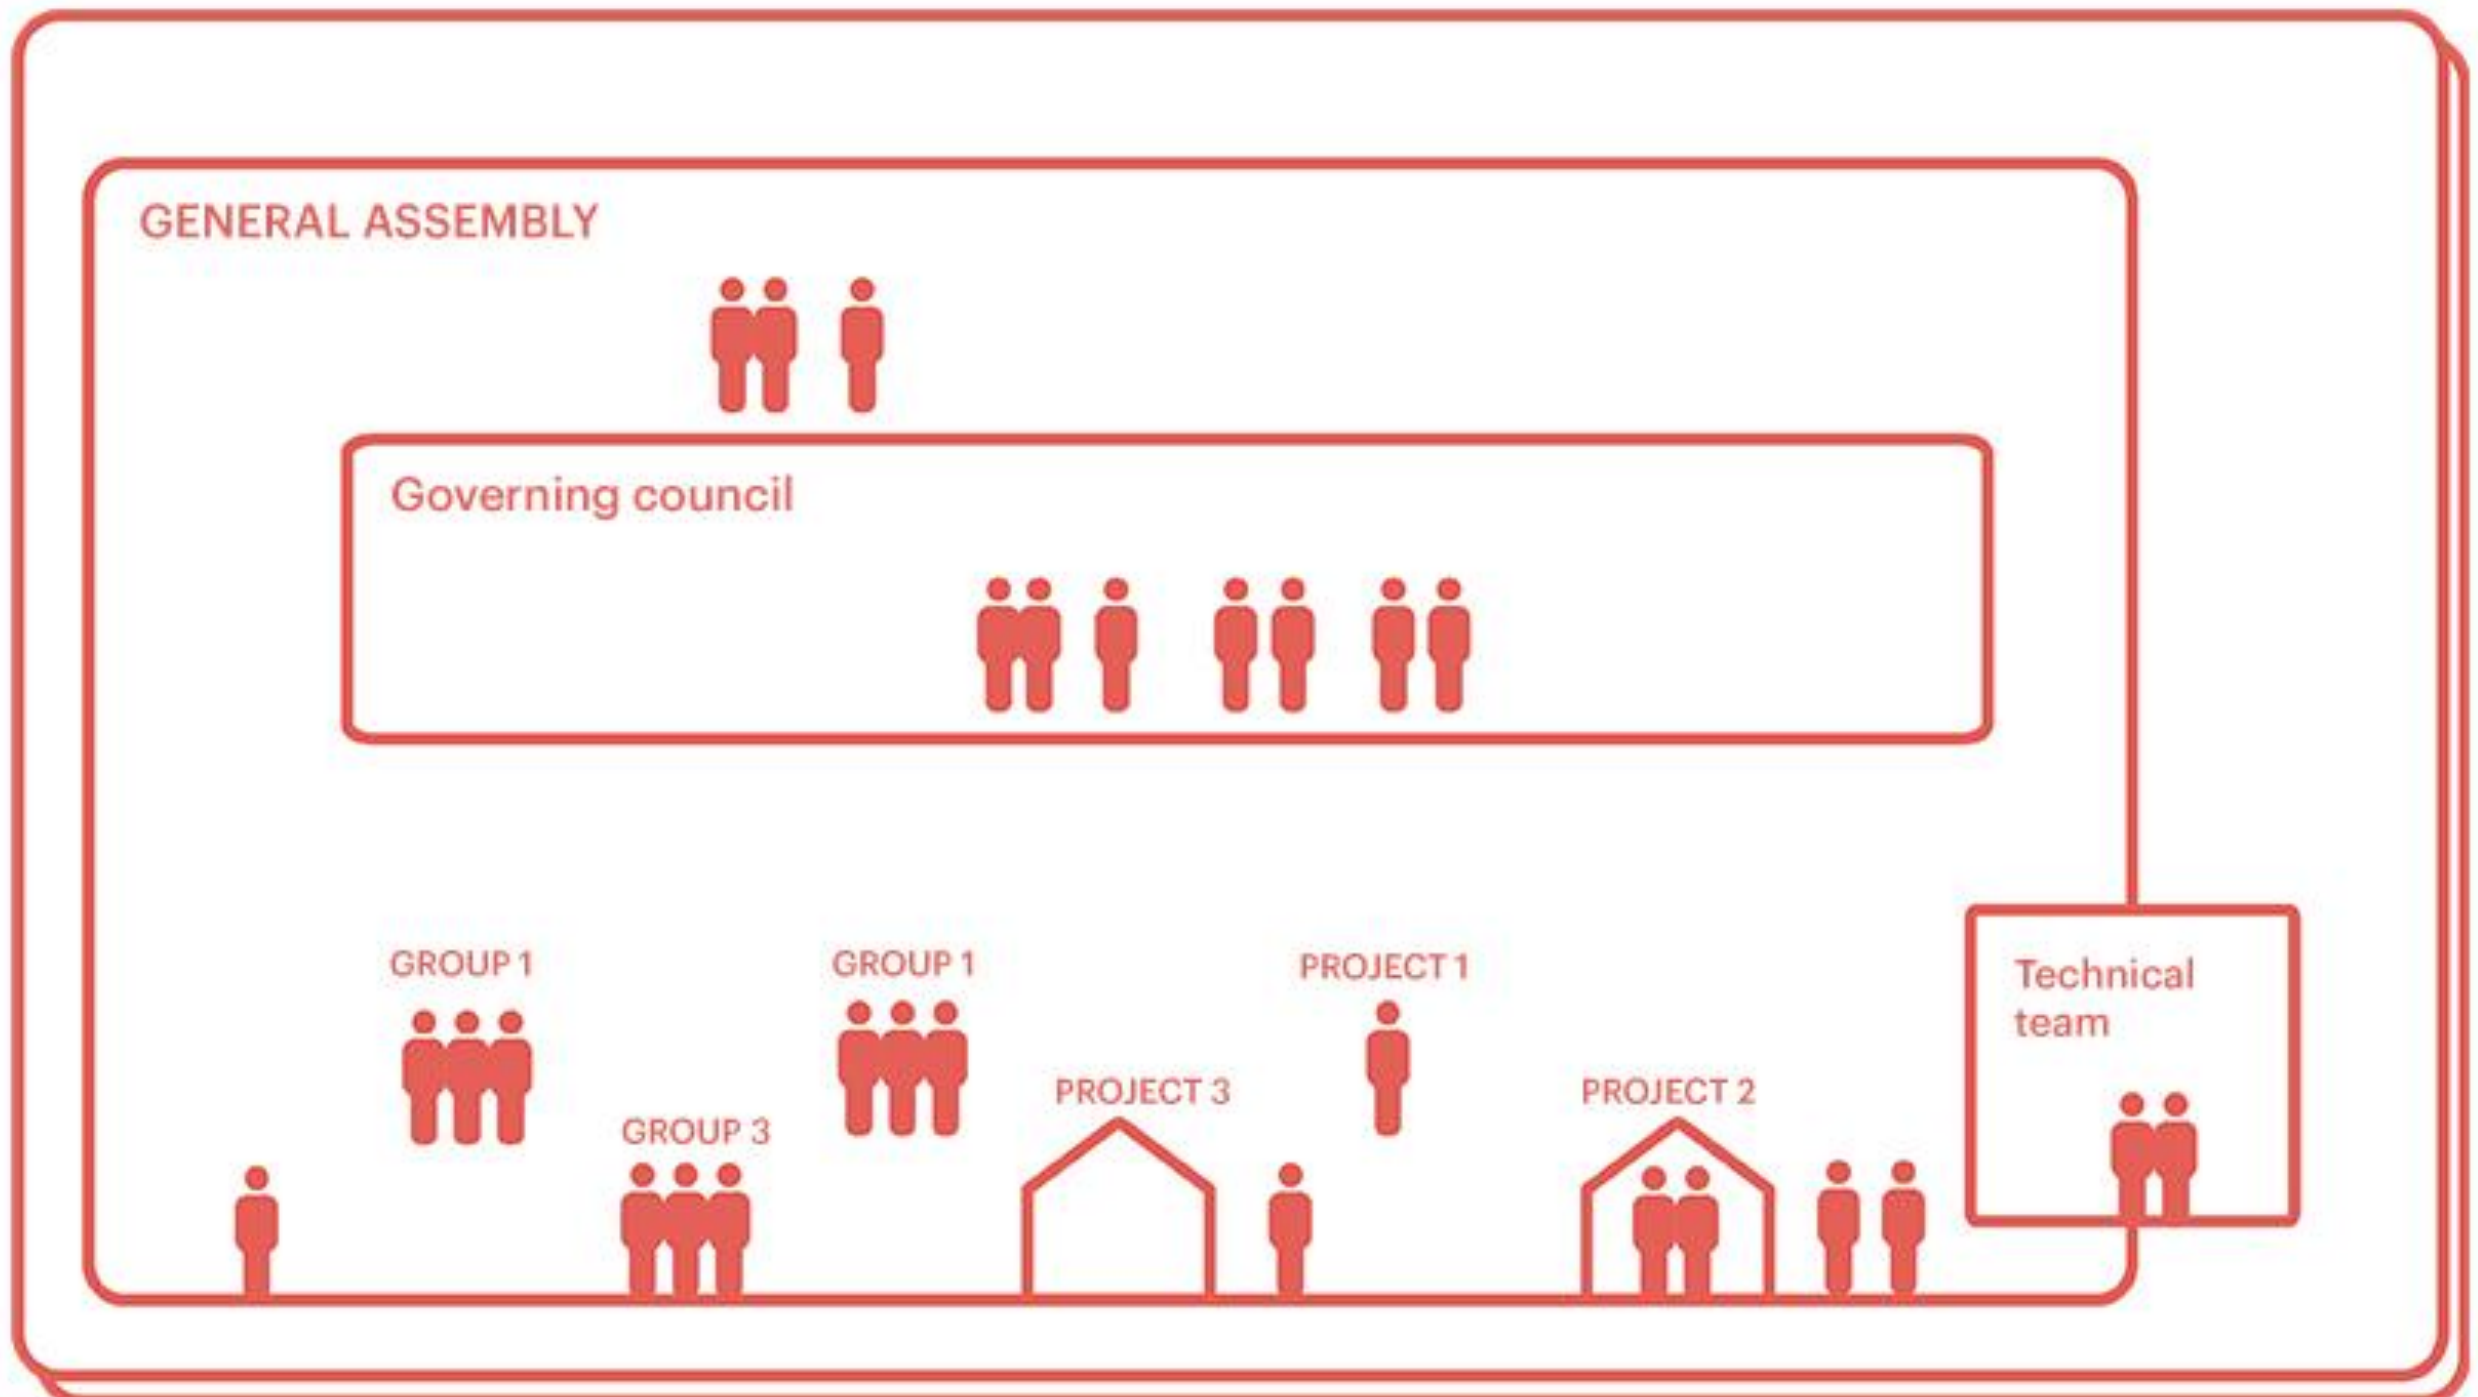 GENERAL ASSEMBLY
Governing council
GROUP 1
GROUP 1
PROJECT 1
Technical
team
PROJECT 3
PROJECT 2
GROUP 3